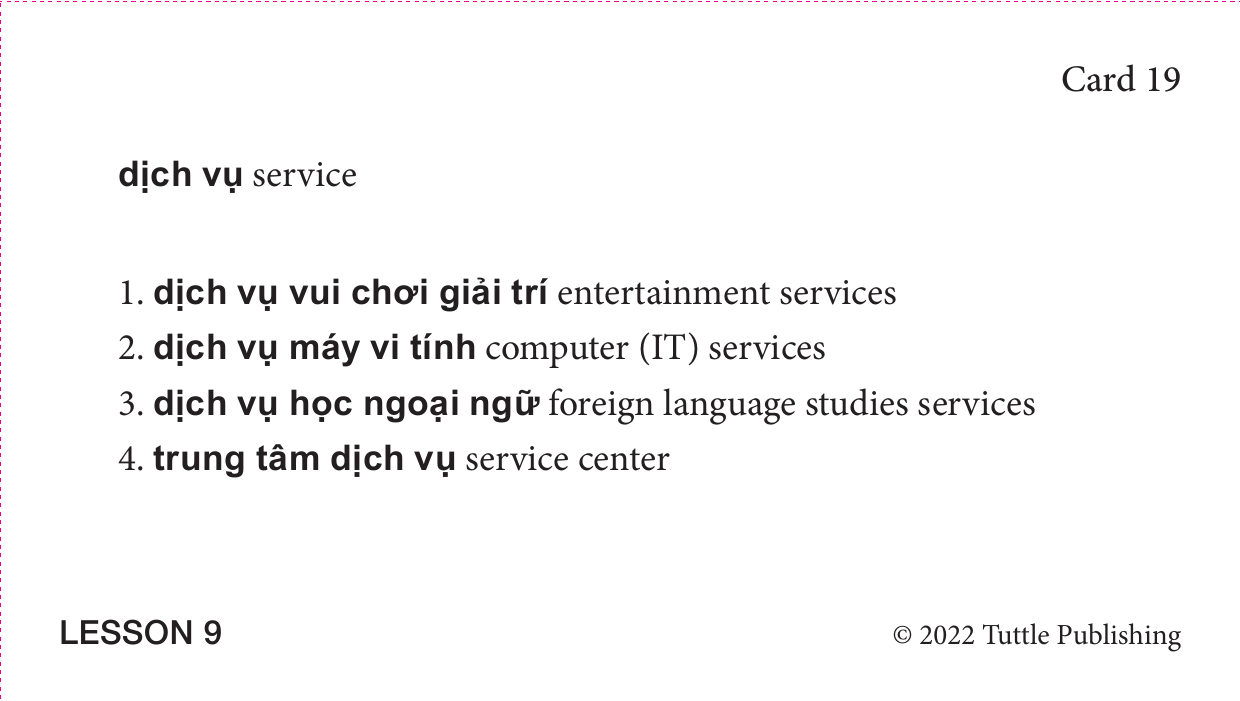 Card 19
dịch vụ service
1. dịch vụ vui chơi giải trí entertainment services
2. dịch vụ máy vi tính computer (IT) services
3. dịch vụ học ngoại ngữ foreign language studies services
4. trung tâm dịch vụ service center
LESSON 9
© 2022 Tuttle Publishing